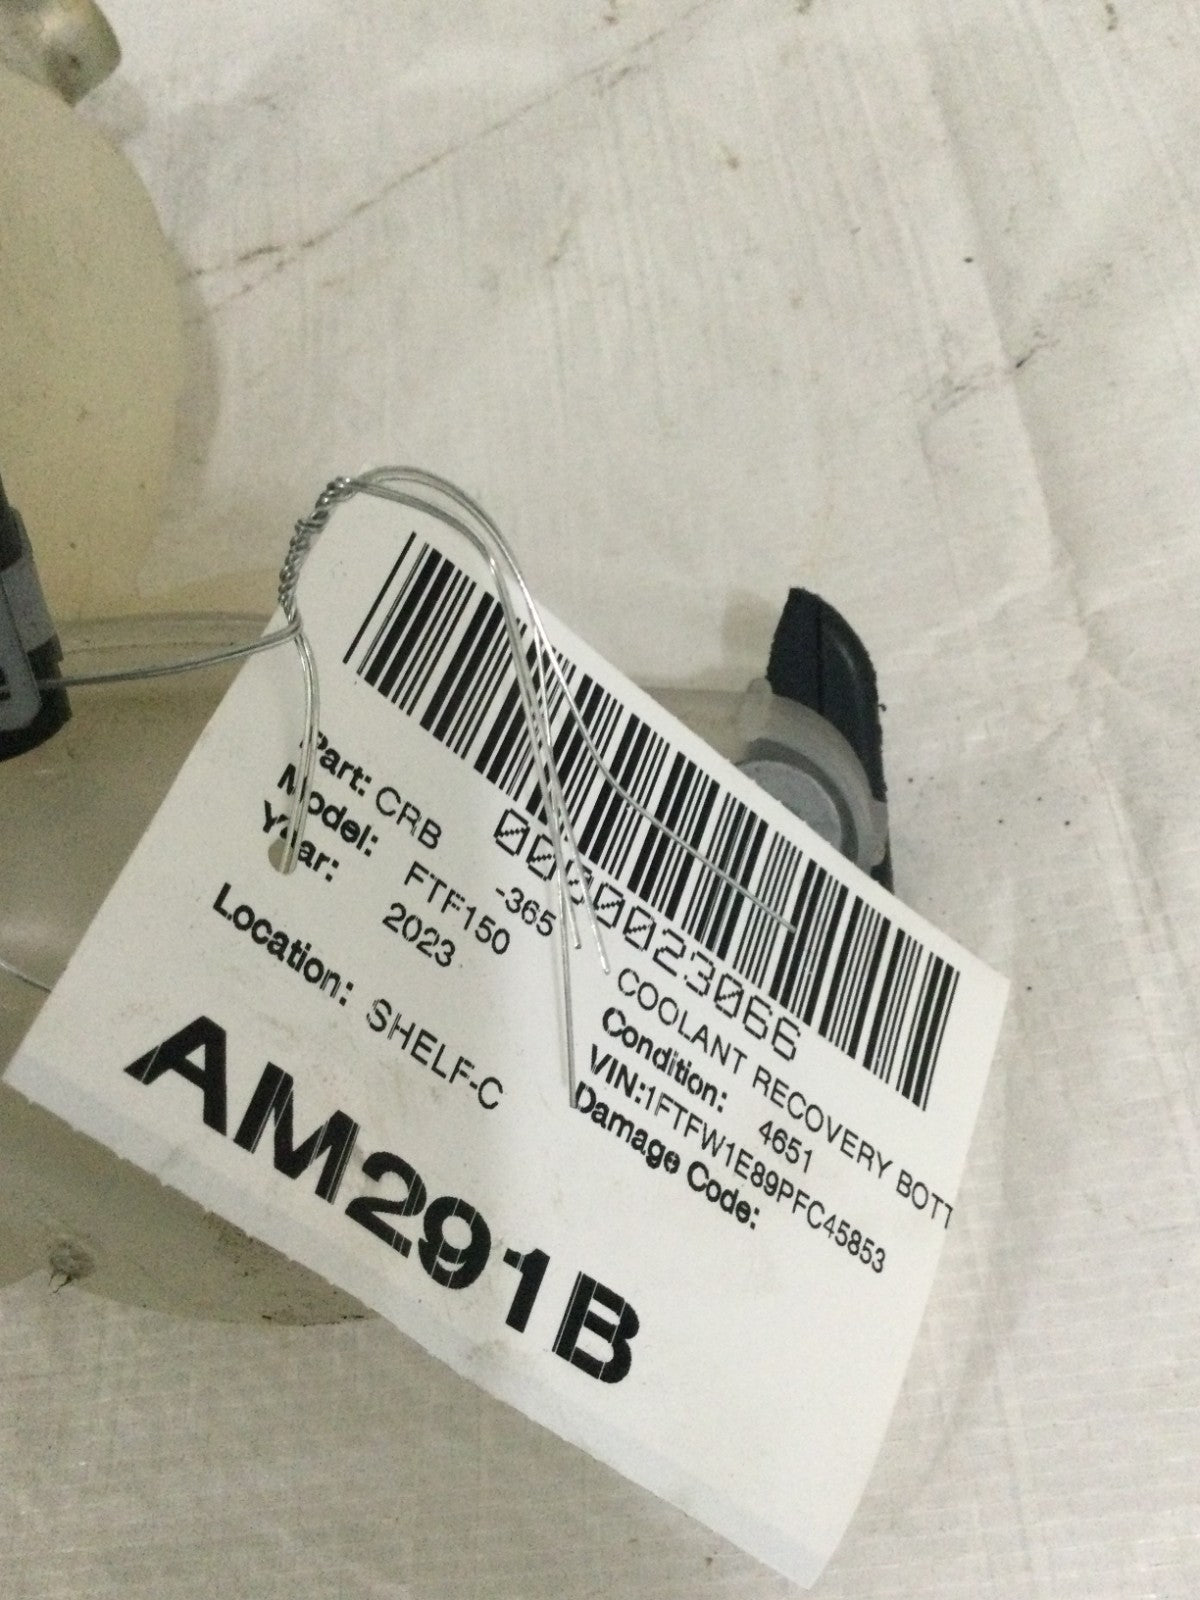 0000023066
Part: CRB -365 COOLANT RECOVERY BOTT
Model: FTF150 Condition: 4651
Year: 2023 VIN:1FTFW1E89PFC45853
Damage Code:
Location: SHELF-C
AM291B